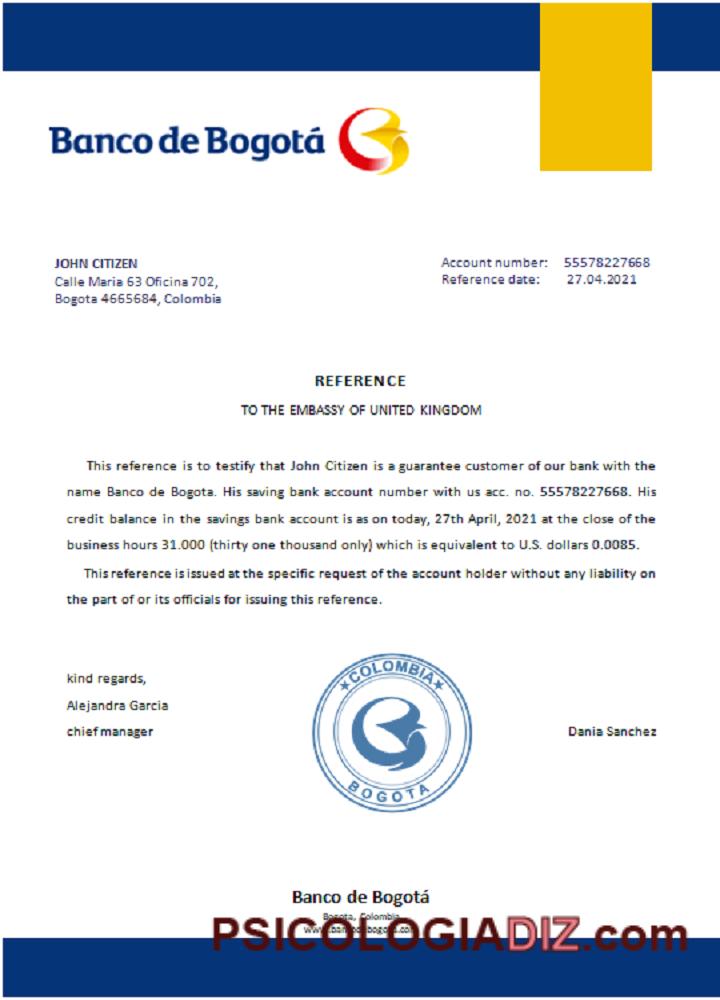 Banco de Bogotá
JOHN CITIZEN
Calle Maria 63 Oficina 702,
Bogota 4665684, Colombia
Account number: 55578227668
Reference date: 27.04.2021
REFERENCE
TO THE EMBASSY OF UNITED KINGDOM
This reference is to testify that John Citizen is a guarantee customer of our bank with the
name Banco de Bogota. His saving bank account number with us acc. no. 55578227668. His
credit balance in the savings bank account is as on today, 27th April, 2021 at the close of the
business hours 31.000 (thirty one thousand only) which is equivalent to U.S. dollars 0.0085.
This reference is issued at the specific request of the account holder without any liability on
the part of or its officials for issuing this reference.
kind regards,
Alejandra Garcia
chief manager
COLOMBIA
BOGOTA
Dania Sanchez
Banco de Bogotá
Bogota, Colombia
PSICOLOGIADIZ.com